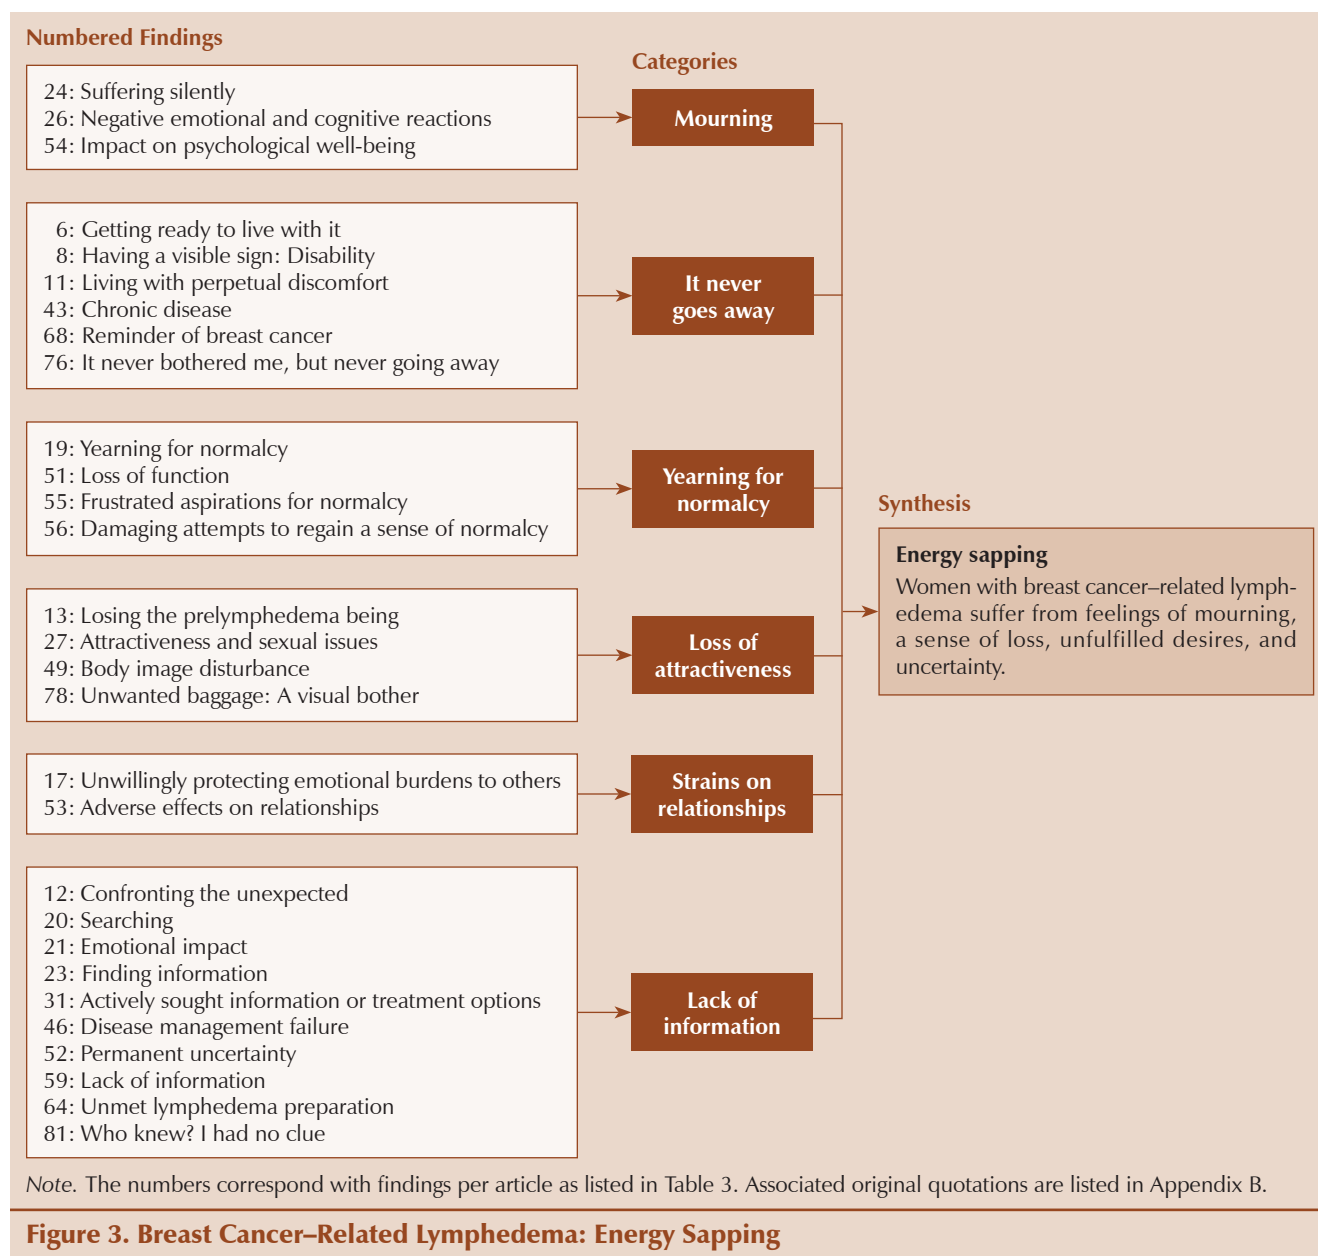 Numbered Findings
24: Suffering silently
26: Negative emotional and cognitive reactions
54: Impact on psychological well-being
6: Getting ready to live with it
8: Having a visible sign: Disability
11: Living with perpetual discomfort
43: Chronic disease
68: Reminder of breast cancer
76: It never bothered me, but never going away
19: Yearning for normalcy
51: Loss of function
55: Frustrated aspirations for normalcy
56: Damaging attempts to regain a sense of normalcy
13: Losing the prelymphedema being
27: Attractiveness and sexual issues
49: Body image disturbance
78: Unwanted baggage: A visual bother
17: Unwillingly protecting emotional burdens to others
53: Adverse effects on relationships
12: Confronting the unexpected
20: Searching
21: Emotional impact
23: Finding information
31: Actively sought information or treatment options
46: Disease management failure
52: Permanent uncertainty
59: Lack of information
64: Unmet lymphedema preparation
81: Who knew? I had no clue
Categories
Mourning
It never
goes away
Yearning for
normalcy
Loss of
attractiveness
Strains on
relationships
Lack of
information
Synthesis
Energy sapping
Women with breast cancer–related lymph-
edema suffer from feelings of mourning,
a sense of loss, unfulfilled desires, and
uncertainty.
Note. The numbers correspond with findings per article as listed in Table 3. Associated original quotations are listed in Appendix B.
Figure 3. Breast Cancer–Related Lymphedema: Energy Sapping